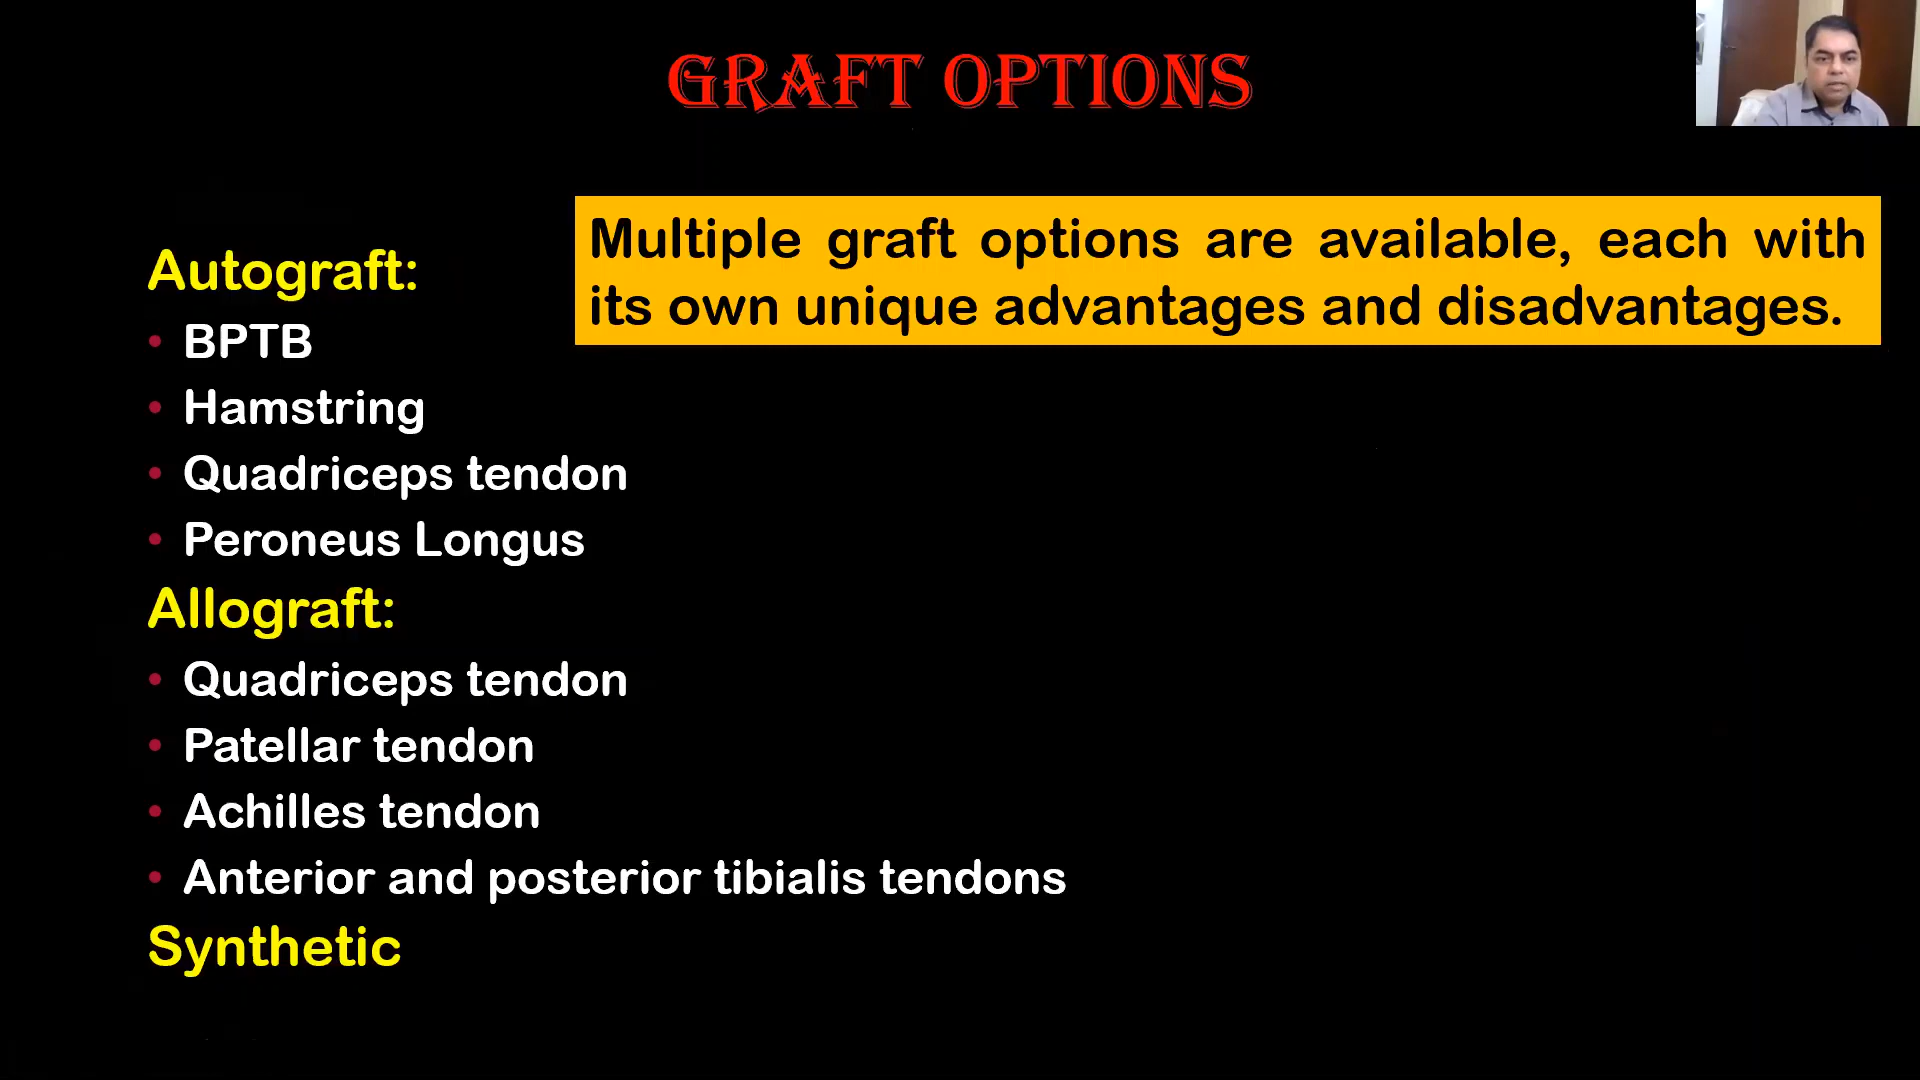 GRAFT OPTIONS
Multiple graft options are available, each with
its own unique advantages and disadvantages.
Autograft:
• BPTB
• Hamstring
• Quadriceps tendon
• Peroneus Longus
Allograft:
• Quadriceps tendon
• Patellar tendon
• Achilles tendon
• Anterior and posterior tibialis tendons
Synthetic